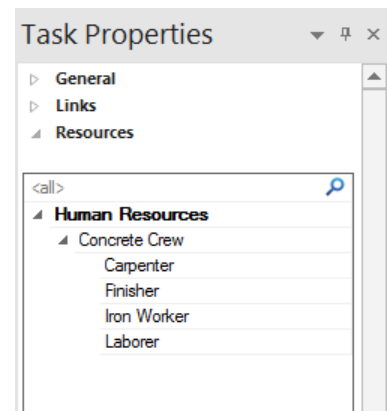 Task Properties
General
Links
Resources
<all>
Human Resources
Concrete Crew
Carpenter
Finisher
Iron Worker
Laborer